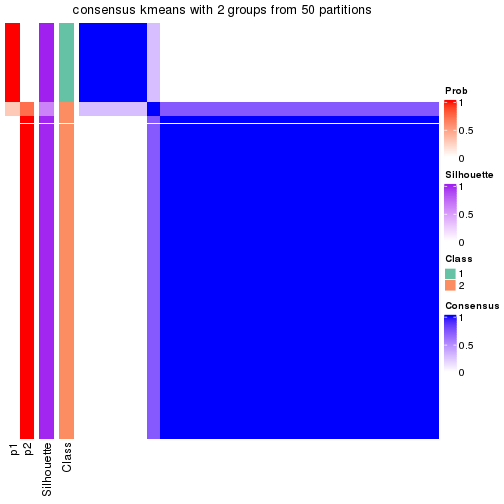 consensus kmeans with 2 groups from 50 partitions
Prob
1
0.5
0
Silhouette
1
0.5
0
Class
1
2
Consensus
1
0.5
0
p1
p2
Silhouette
Class